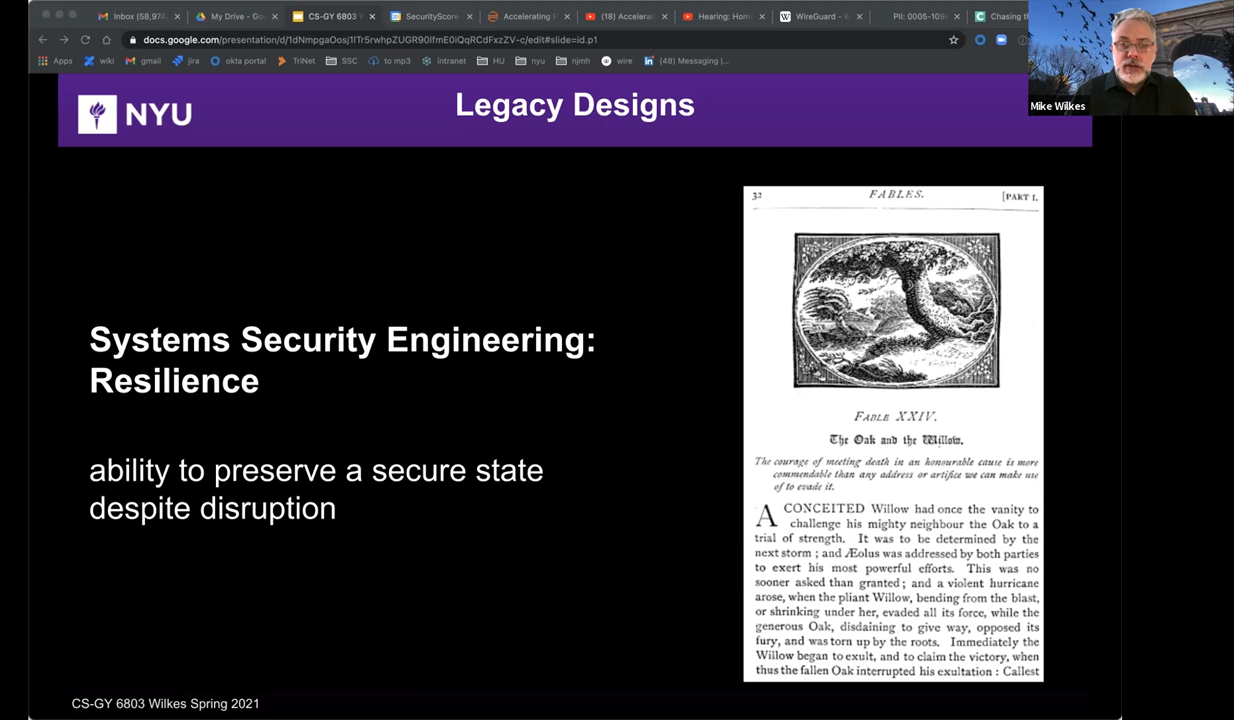 Inbox (58,974
My Drive - Goo
CS-GY 6803
SecurityScore
Accelerating
(18) Accelerat
Hearing: Hom
WireGuard - W
PII: 0005-109
Chasing th
docs.google.com/presentation/d/1dNmpgaOosj1ITr5rwhpZUGR90lfmE0iQqRCdFxzZV-c/edit#slide=id.p1
Apps
wiki
gmail
jira
okta portal
TriNet
SSC
to mp3
intranet
HU
nyu
njmh
wire
(48) Messaging |...
Mike Wilkes
NYU
Legacy Designs
Systems Security Engineering:
Resilience
ability to preserve a secure state
despite disruption
32 FABLES. [PART I.
FABLE XXIV.
The Oak and the Willow.
The courage of meeting death in an honourable cause is more
commendable than any address or artifice we can make use
of to evade it.
A CONCEITED Willow had once the vanity to
challenge his mighty neighbour the Oak to a
trial of strength. It was to be determined by the
next storm ; and Æolus was addressed by both parties
to exert his most powerful efforts. This was no
sooner asked than granted ; and a violent hurricane
arose, when the pliant Willow, bending from the blast,
or shrinking under her, evaded all its force, while the
generous Oak, disdaining to give way, opposed its
fury, and was torn up by the roots. Immediately the
Willow began to exult, and to claim the victory, when
thus the fallen Oak interrupted his exultation : Callest
CS-GY 6803 Wilkes Spring 2021